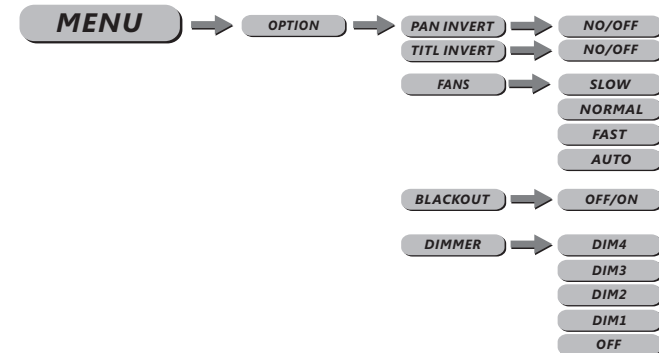 MENU OPTION PAN INVERT NO/OFF
TITL INVERT NO/OFF
FANS SLOW
NORMAL
FAST
AUTO
BLACKOUT OFF/ON
DIMMER DIM4
DIM3
DIM2
DIM1
OFF